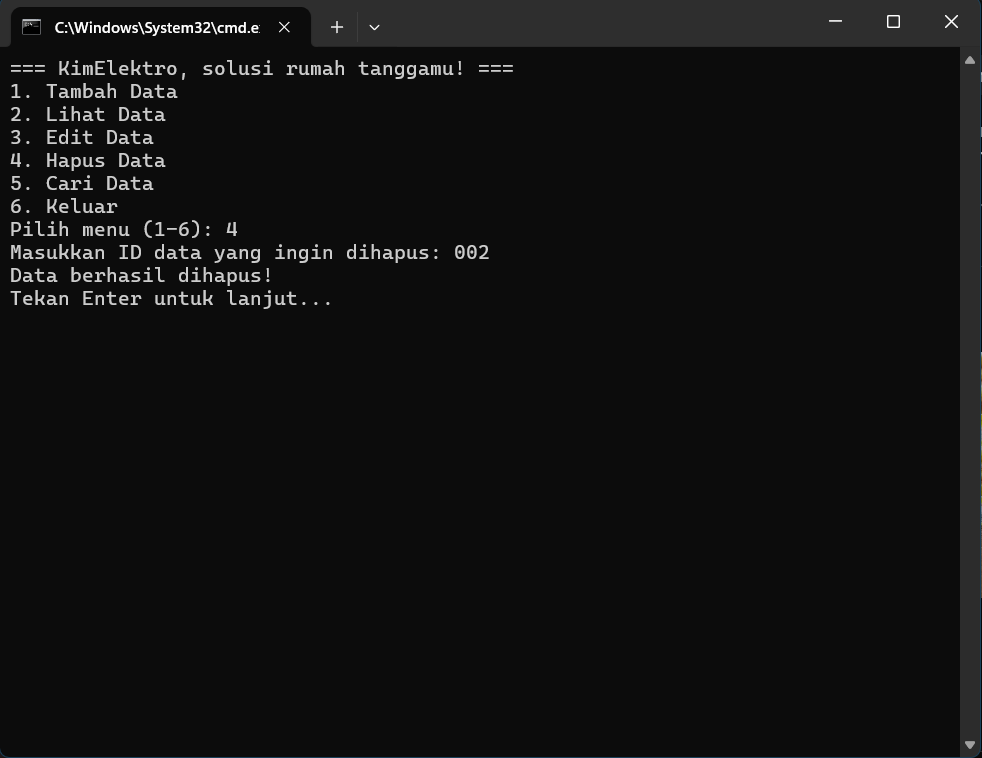 C:\Windows\System32\cmd.e
=== KimElektro, solusi rumah tanggamu! ===
1. Tambah Data
2. Lihat Data
3. Edit Data
4. Hapus Data
5. Cari Data
6. Keluar
Pilih menu (1-6): 4
Masukkan ID data yang ingin dihapus: 002
Data berhasil dihapus!
Tekan Enter untuk lanjut...